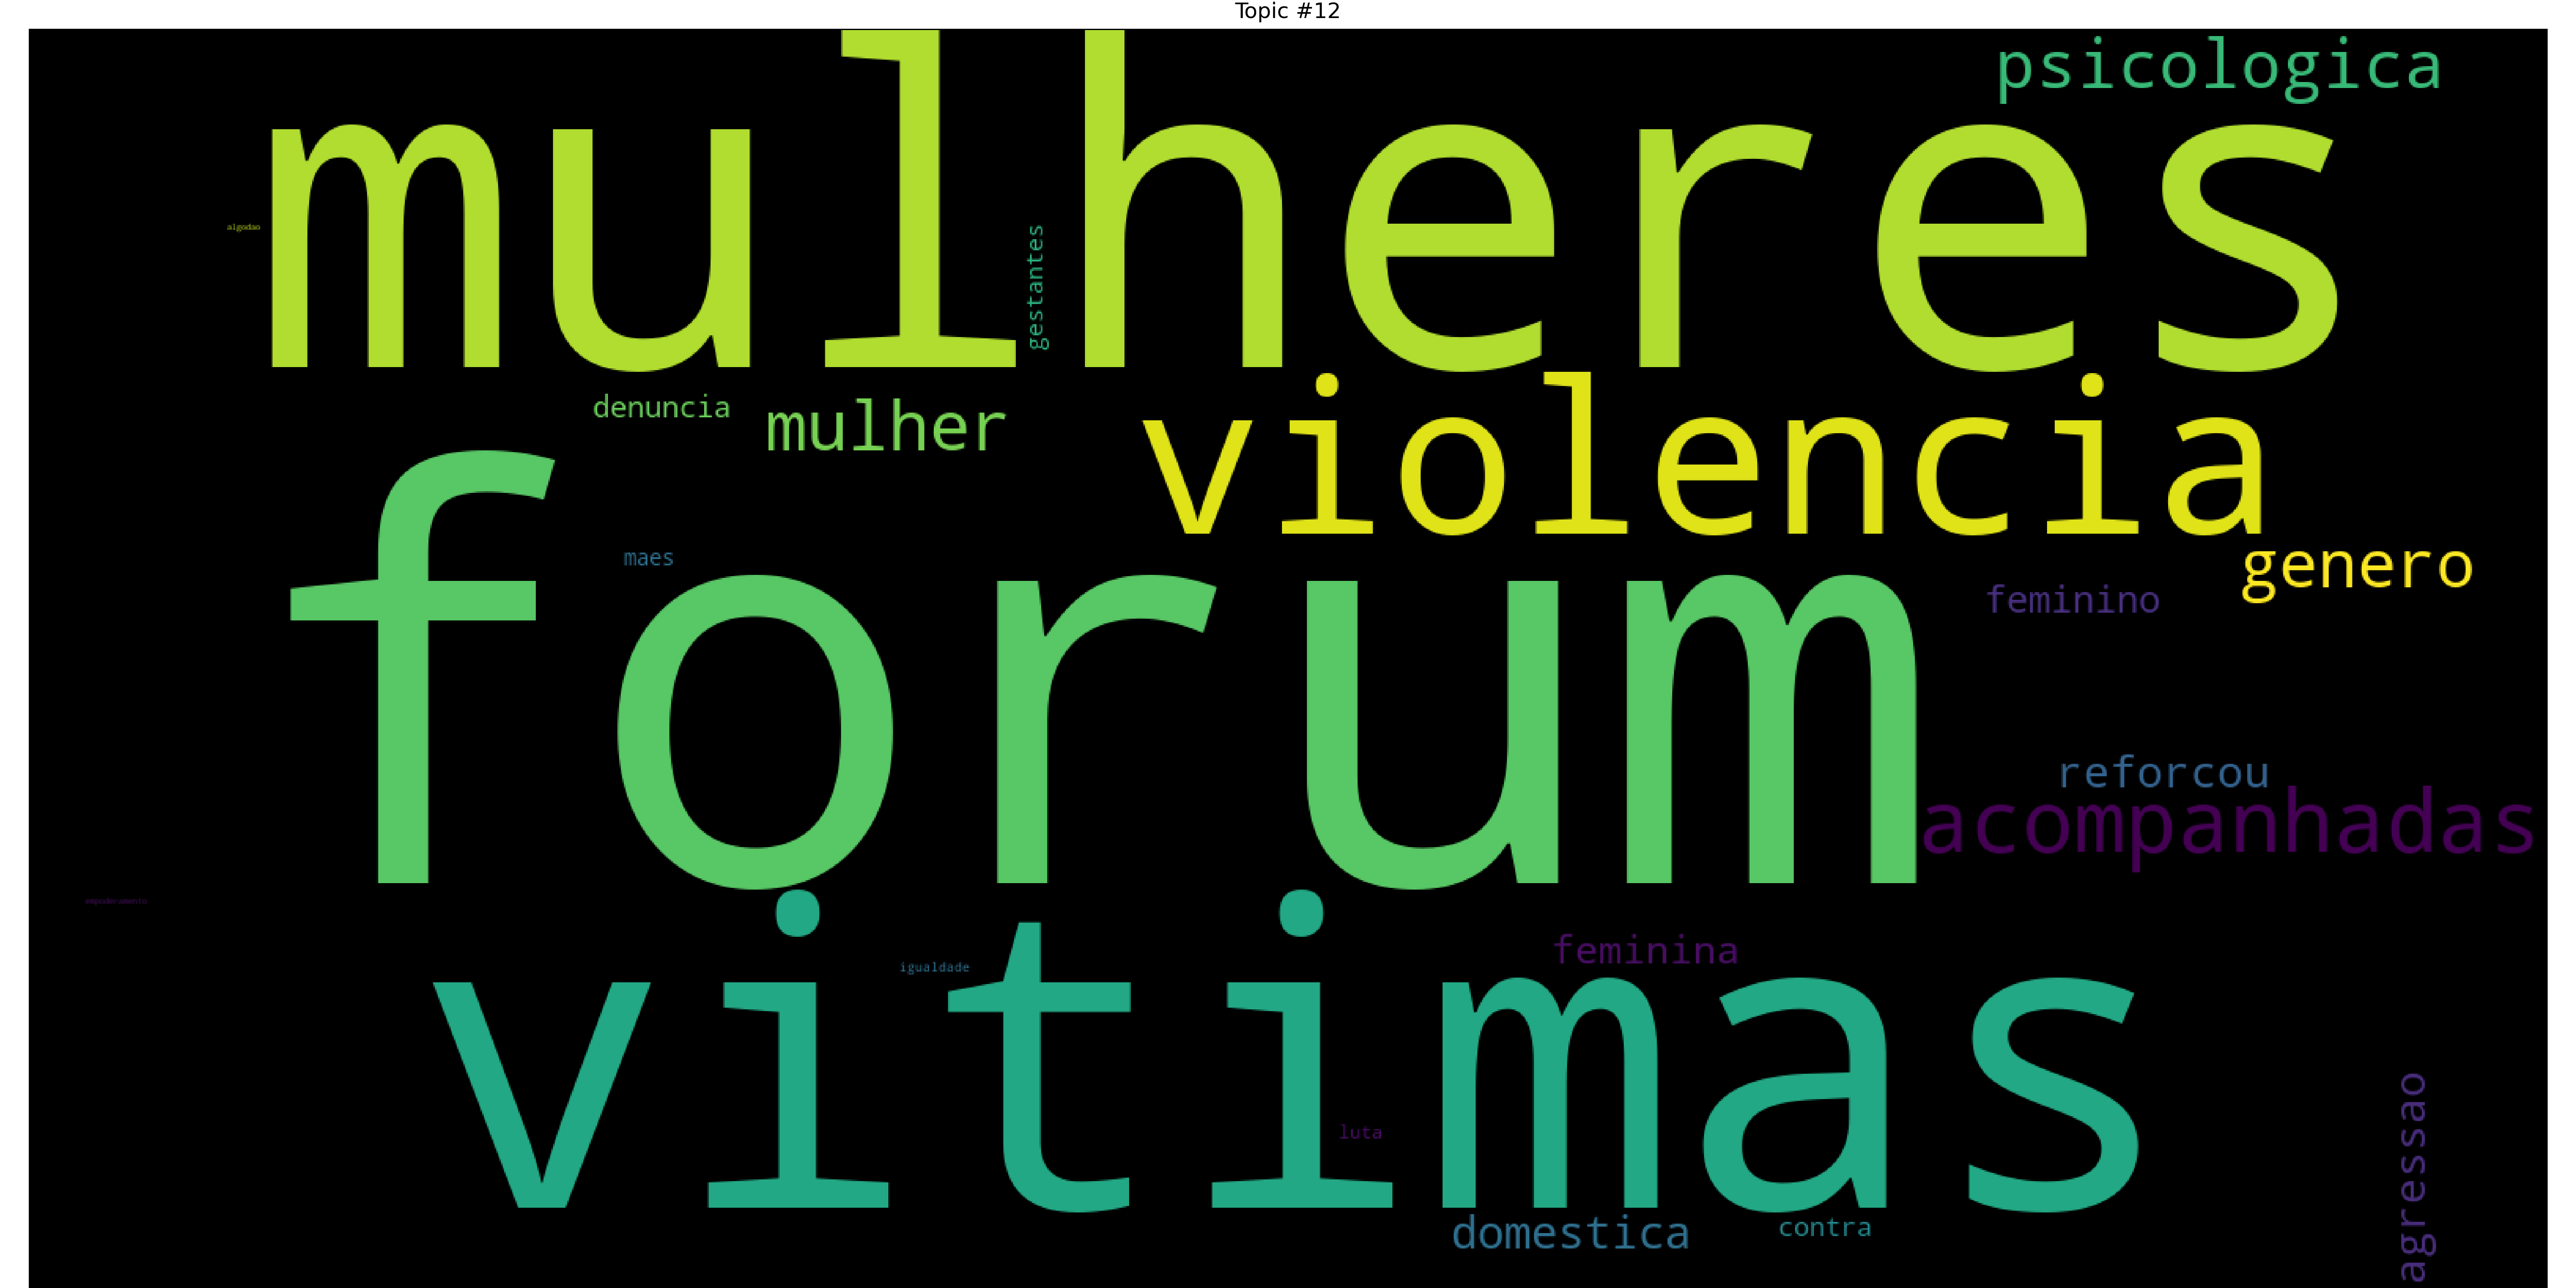 Topic #12
psicologica
mulheres
algodao
gestantes
denuncia
mulher
violencia
maes
forum
genero
feminino
reforcou
acompanhadas
empoderamento
feminina
igualdade
vitimas
luta
agressao
domestica
contra